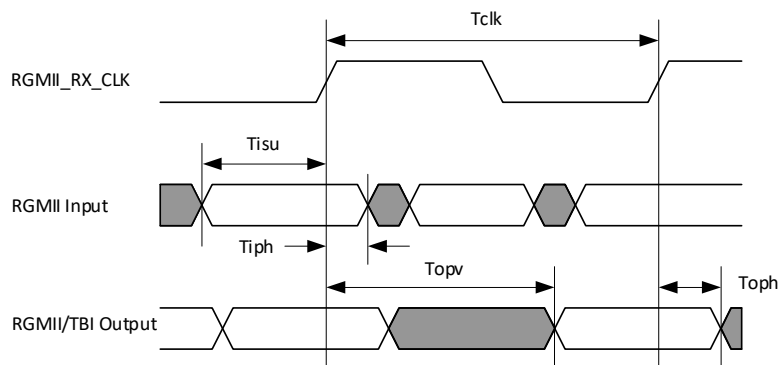 Tclk
RGMII_RX_CLK
Tisu
RGMII Input
Tiph
Topv
Toph
RGMII/TBI Output